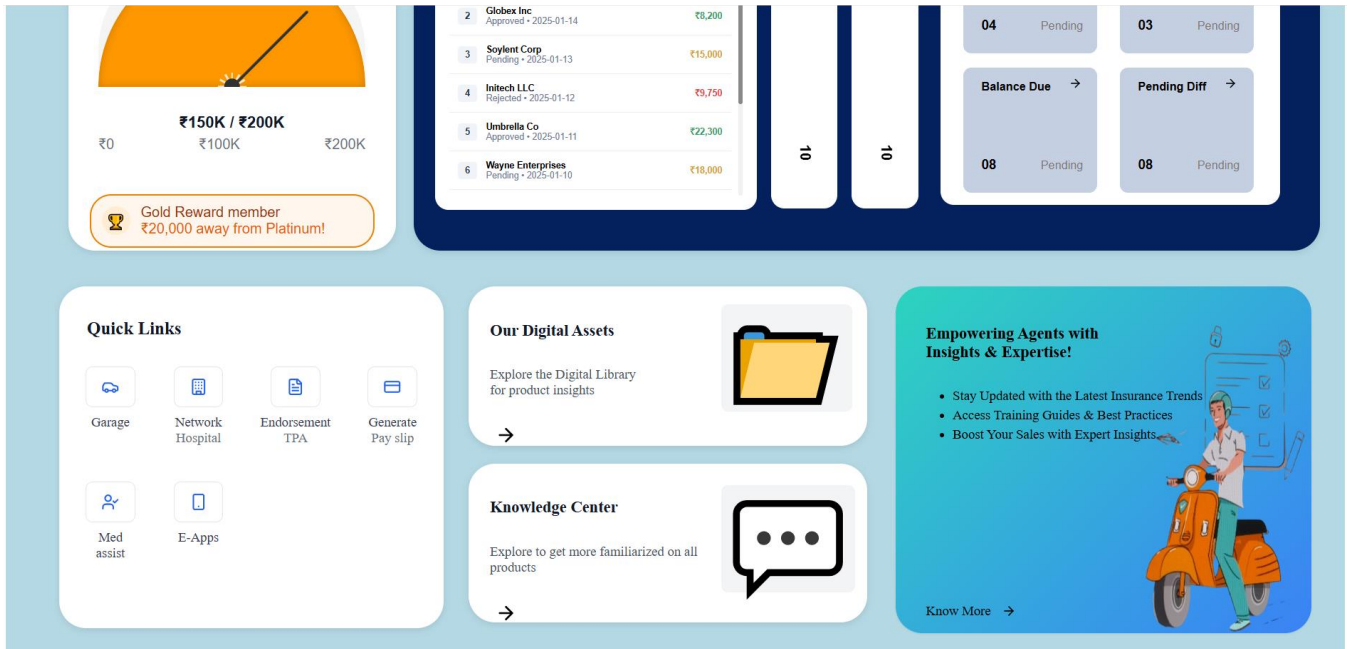 ₹150K / ₹200K
₹0 ₹100K ₹200K
Gold Reward member
₹20,000 away from Platinum!
2 Globex Inc ₹8,200
Approved • 2025-01-14
3 Soylent Corp ₹15,000
Pending • 2025-01-13
4 Initech LLC ₹9,750
Rejected • 2025-01-12
5 Umbrella Co ₹22,300
Approved • 2025-01-11
6 Wayne Enterprises ₹18,000
Pending • 2025-01-10
10
10
04 Pending
03 Pending
Balance Due →
08 Pending
Pending Diff →
08 Pending
Quick Links
Garage
Network
Hospital
Endorsement
TPA
Generate
Pay slip
Med
assist
E-Apps
Our Digital Assets
Explore the Digital Library
for product insights
→
Knowledge Center
Explore to get more familiarized on all
products
→
Empowering Agents with
Insights & Expertise!
• Stay Updated with the Latest Insurance Trends
• Access Training Guides & Best Practices
• Boost Your Sales with Expert Insights
Know More →